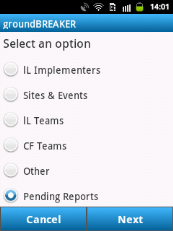 14:01
groundBREAKER
Select an option
IL Implementers
Sites & Events
IL Teams
CF Teams
Other
Pending Reports
Cancel
Next